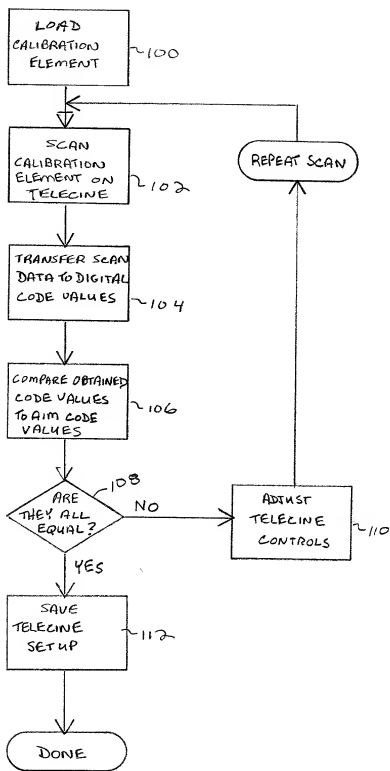 LOAD
CALIBRATION
ELEMENT
100
SCAN
CALIBRATION
ELEMENT ON
TELECINE
102
REPEAT SCAN
TRANSFER SCAN
DATA TO DIGITAL
CODE VALUES
104
COMPARE OBTAINED
CODE VALUES
TO AIM CODE
VALUES
106
ARE
THEY ALL
EQUAL?
108
NO
ADJUST
TELECINE
CONTROLS
110
YES
SAVE
TELECINE
SETUP
112
DONE